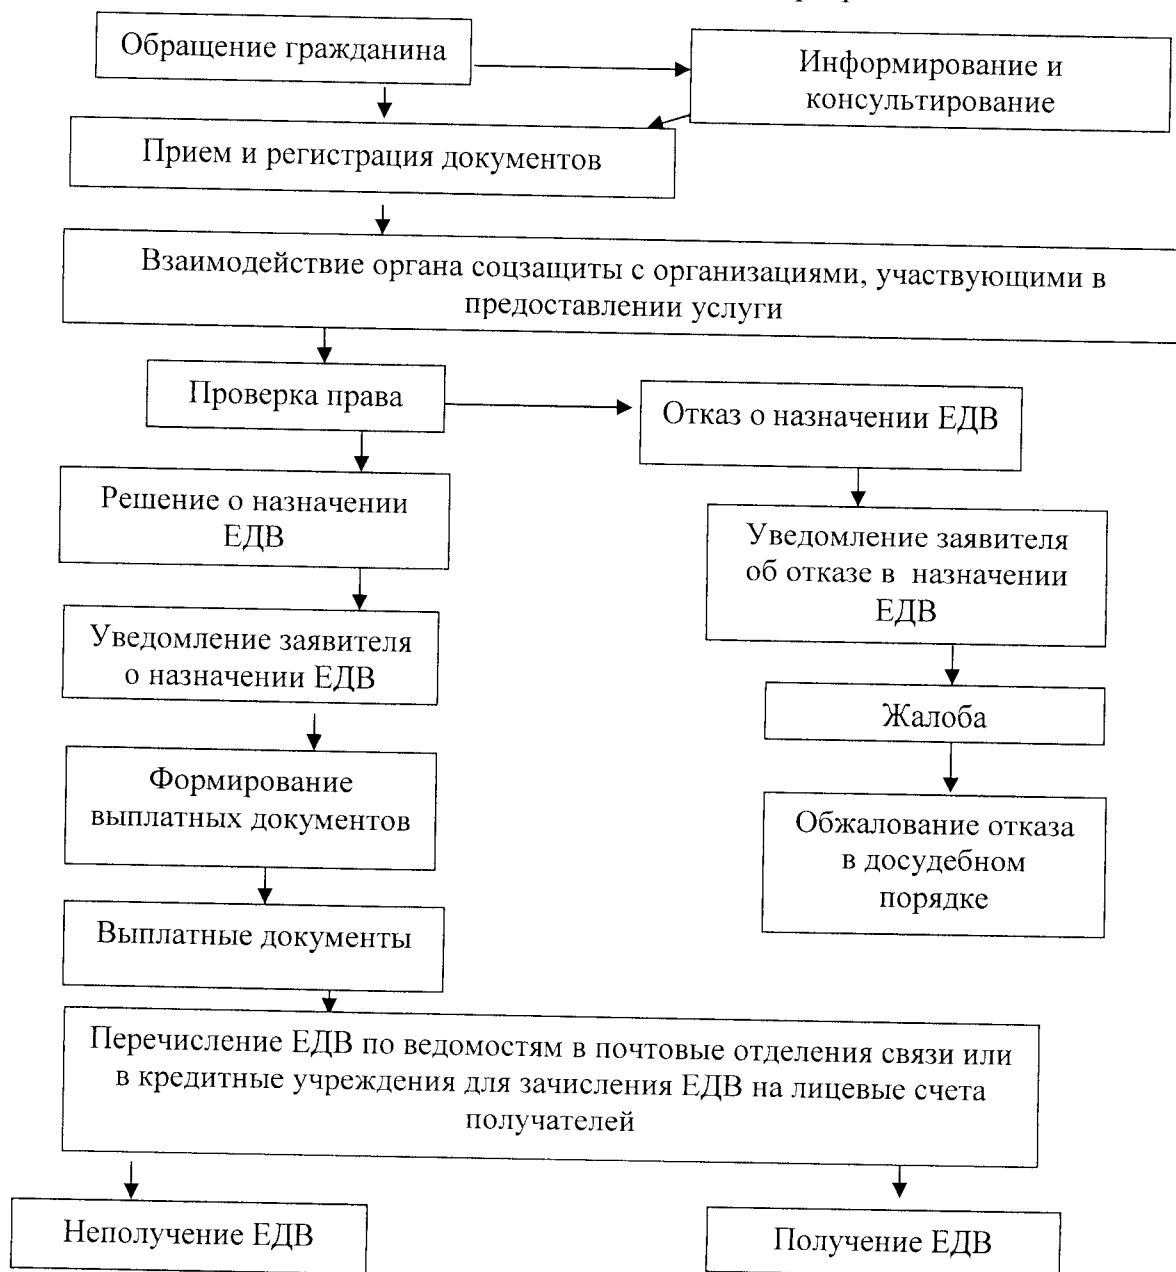 Обращение гражданина
Информирование и
консультирование
Прием и регистрация документов
Взаимодействие органа соцзащиты с организациями, участвующими в
предоставлении услуги
Проверка права
Отказ о назначении ЕДВ
Решение о назначении
ЕДВ
Уведомление заявителя
об отказе в назначении
ЕДВ
Уведомление заявителя
о назначении ЕДВ
Жалоба
Формирование
выплатных документов
Обжалование отказа
в досудебном
порядке
Выплатные документы
Перечисление ЕДВ по ведомостям в почтовые отделения связи или
в кредитные учреждения для зачисления ЕДВ на лицевые счета
получателей
Неполучение ЕДВ
Получение ЕДВ